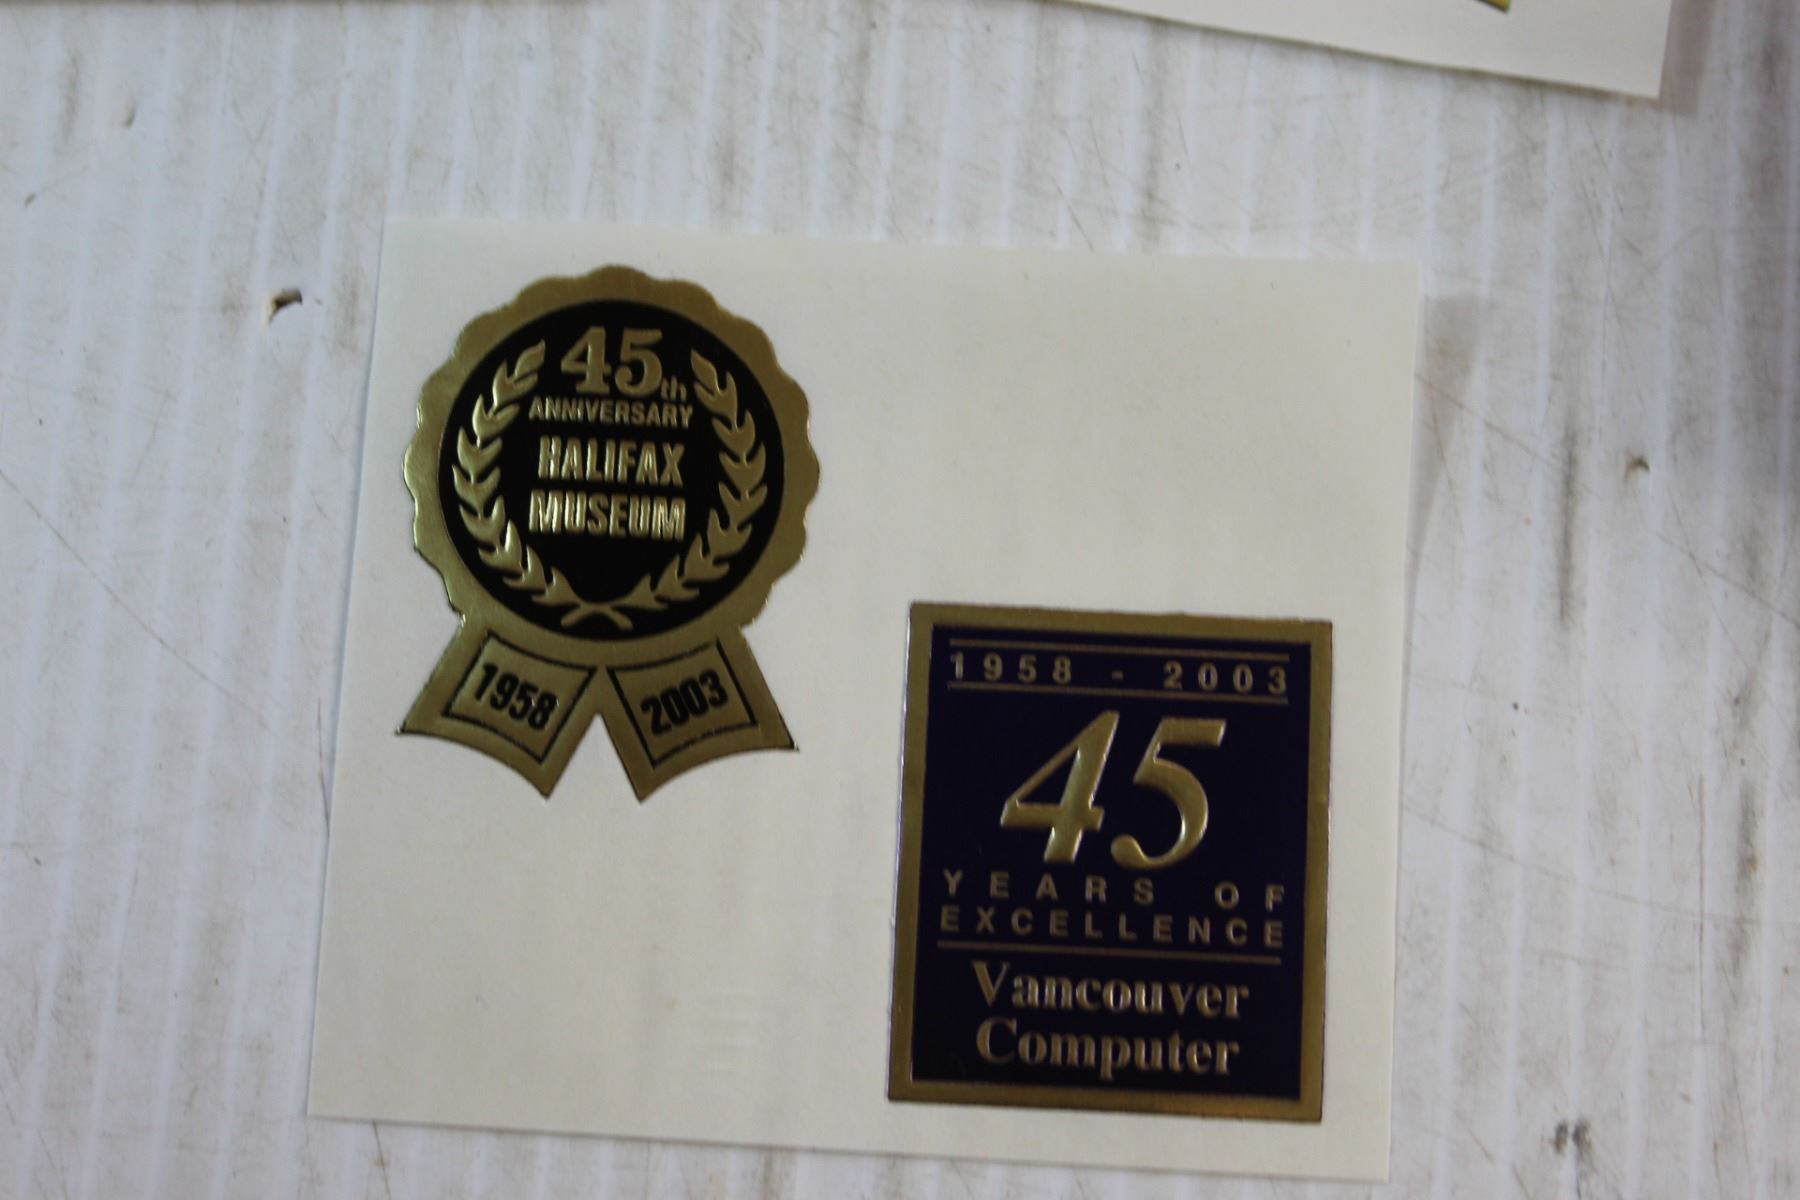 45th
ANNIVERSARY
HALIFAX
MUSEUM
1958 2003
1958 - 2003
45
YEARS OF
EXCELLENCE
Vancouver
Computer